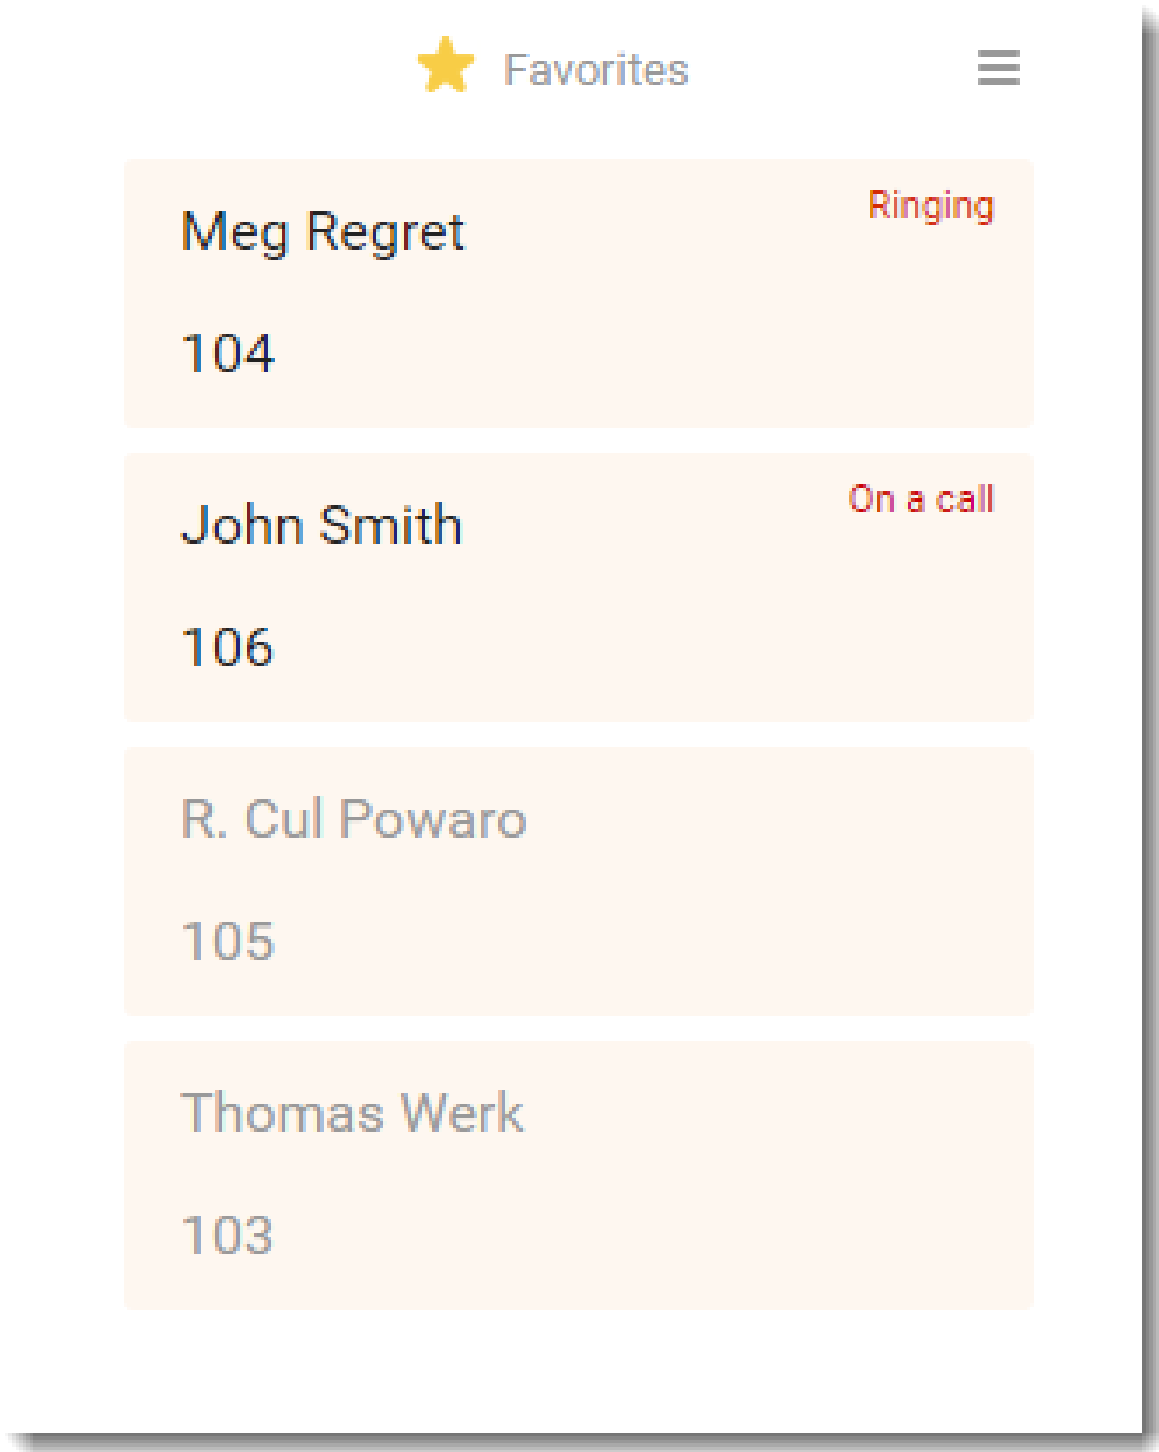 Favorites
Meg Regret
Ringing
104
John Smith
On a call
106
R. Cul Powaro
105
Thomas Werk
103